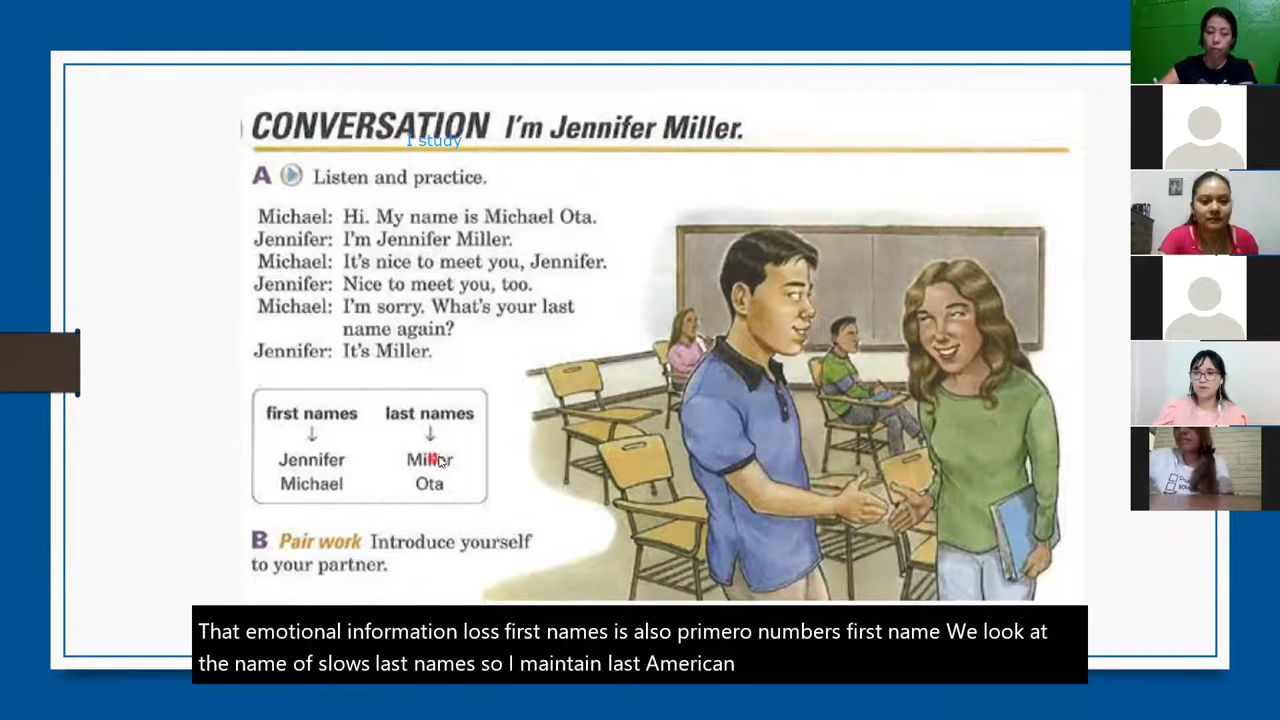 CONVERSATION I'm Jennifer Miller.
I study
A Listen and practice.
Michael: Hi. My name is Michael Ota.
Jennifer: I'm Jennifer Miller.
Michael: It's nice to meet you, Jennifer.
Jennifer: Nice to meet you, too.
Michael: I'm sorry. What's your last
name again?
Jennifer: It's Miller.
first names last names
↓ ↓
Jennifer Miller
Michael Ota
B Pair work Introduce yourself
to your partner.
That emotional information loss first names is also primero numbers first name We look at
the name of slows last names so I maintain last American